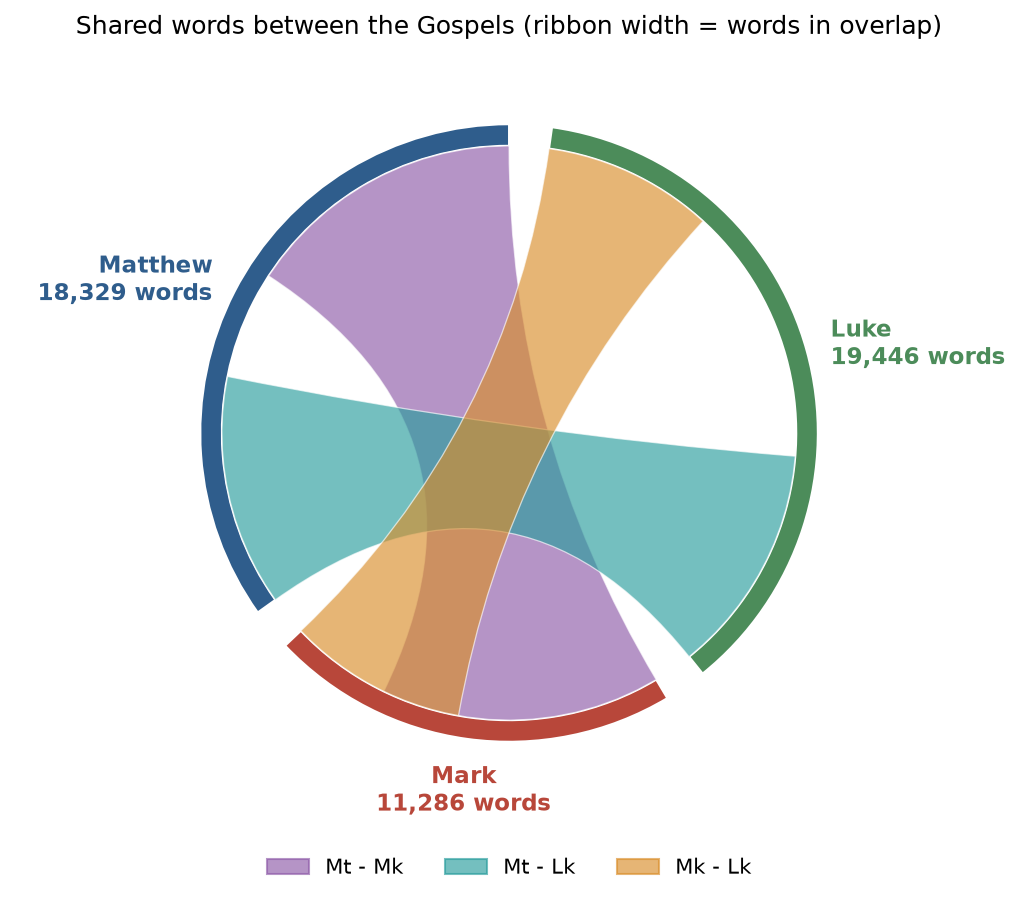 Shared words between the Gospels (ribbon width = words in overlap)
Matthew
18,329 words
Luke
19,446 words
Mark
11,286 words
Mt - Mk
Mt - Lk
Mk - Lk